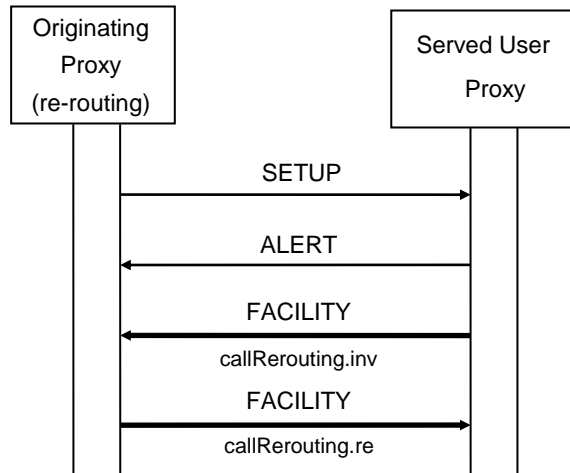 Originating
Proxy
(re-routing)
Served User
Proxy
SETUP
ALERT
FACILITY
callRerouting.inv
FACILITY
callRerouting.re